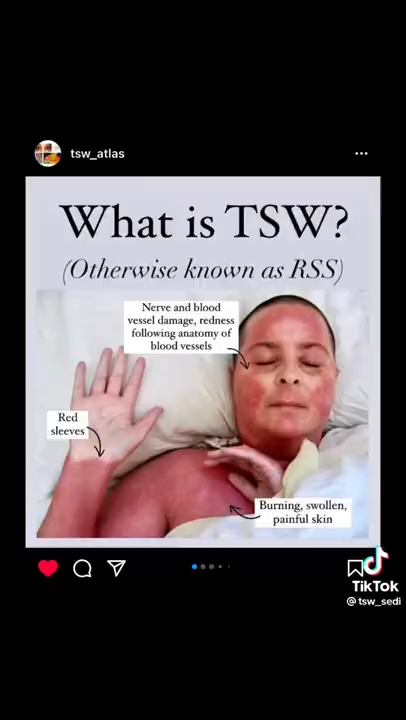 tsw_atlas
What is TSW?
(Otherwise known as RSS)
Nerve and blood
vessel damage, redness
following anatomy of
blood vessels
Red
sleeves
Burning, swollen,
painful skin
TikTok
@tsw_sedi